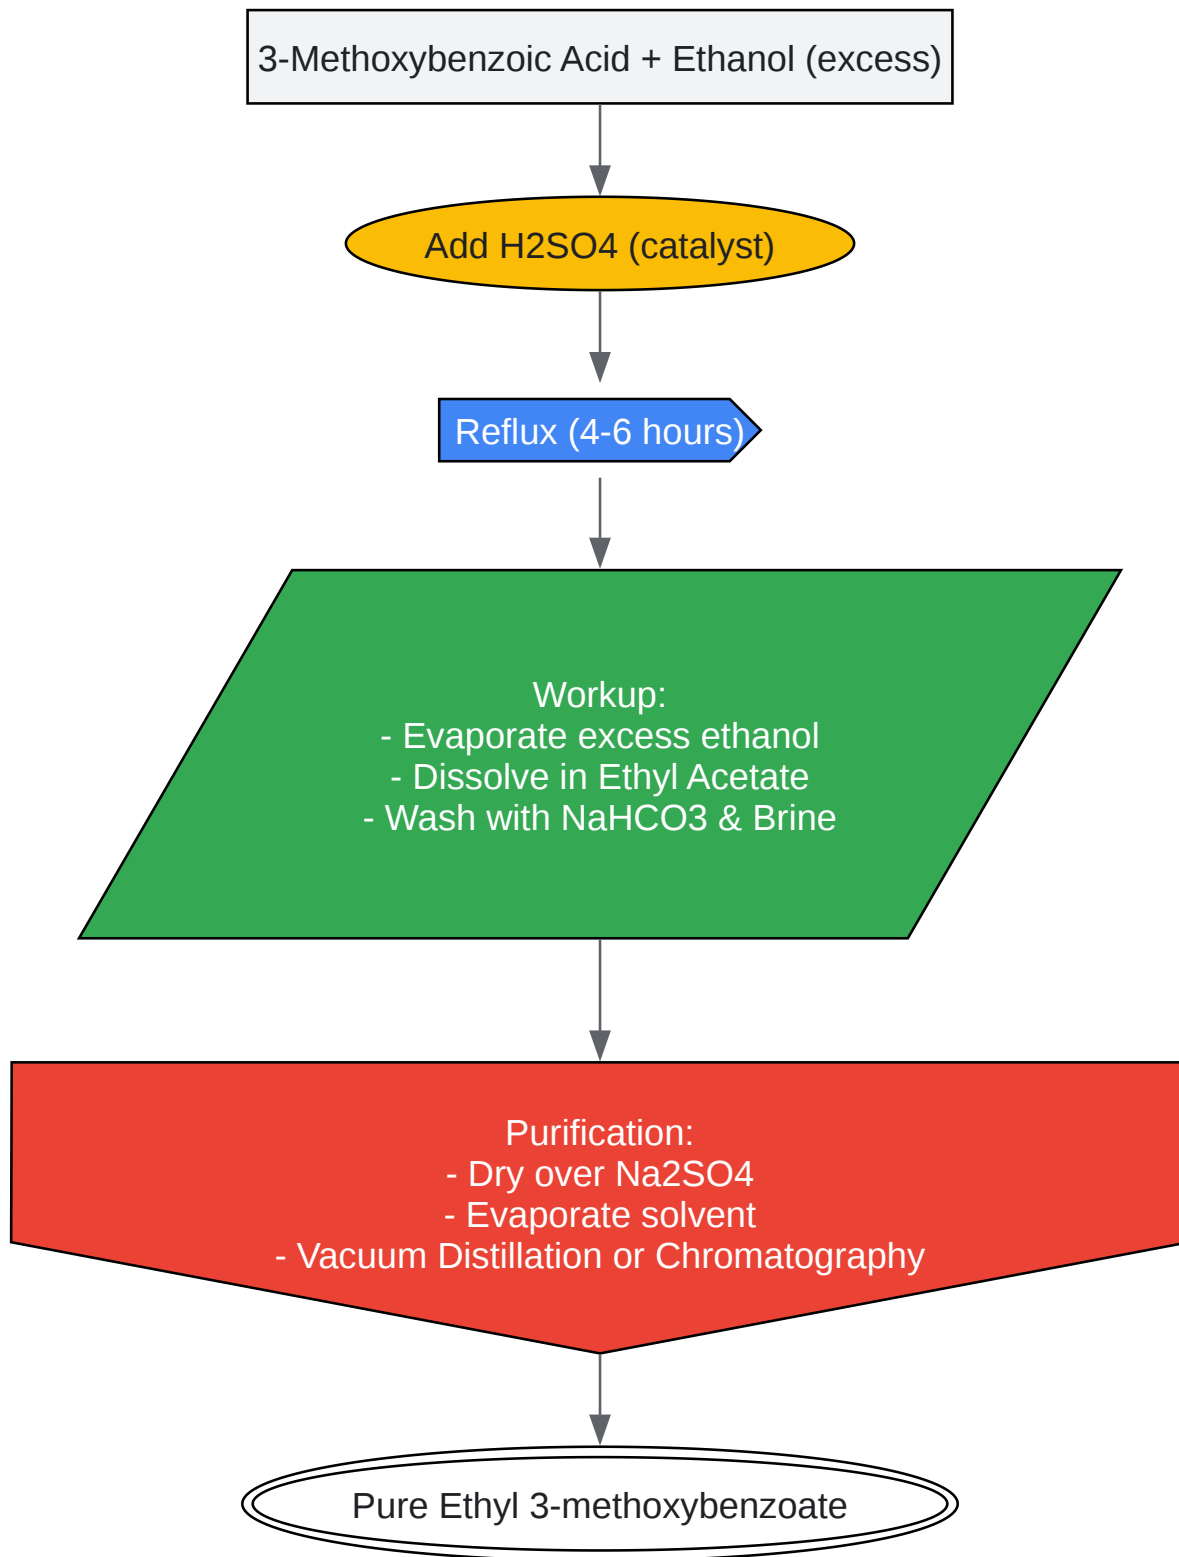 3-Methoxybenzoic Acid + Ethanol (excess)
Add H2SO4 (catalyst)
Reflux (4-6 hours)
Workup:
- Evaporate excess ethanol
- Dissolve in Ethyl Acetate
- Wash with NaHCO3 & Brine
Purification:
- Dry over Na2SO4
- Evaporate solvent
- Vacuum Distillation or Chromatography
Pure Ethyl 3-methoxybenzoate